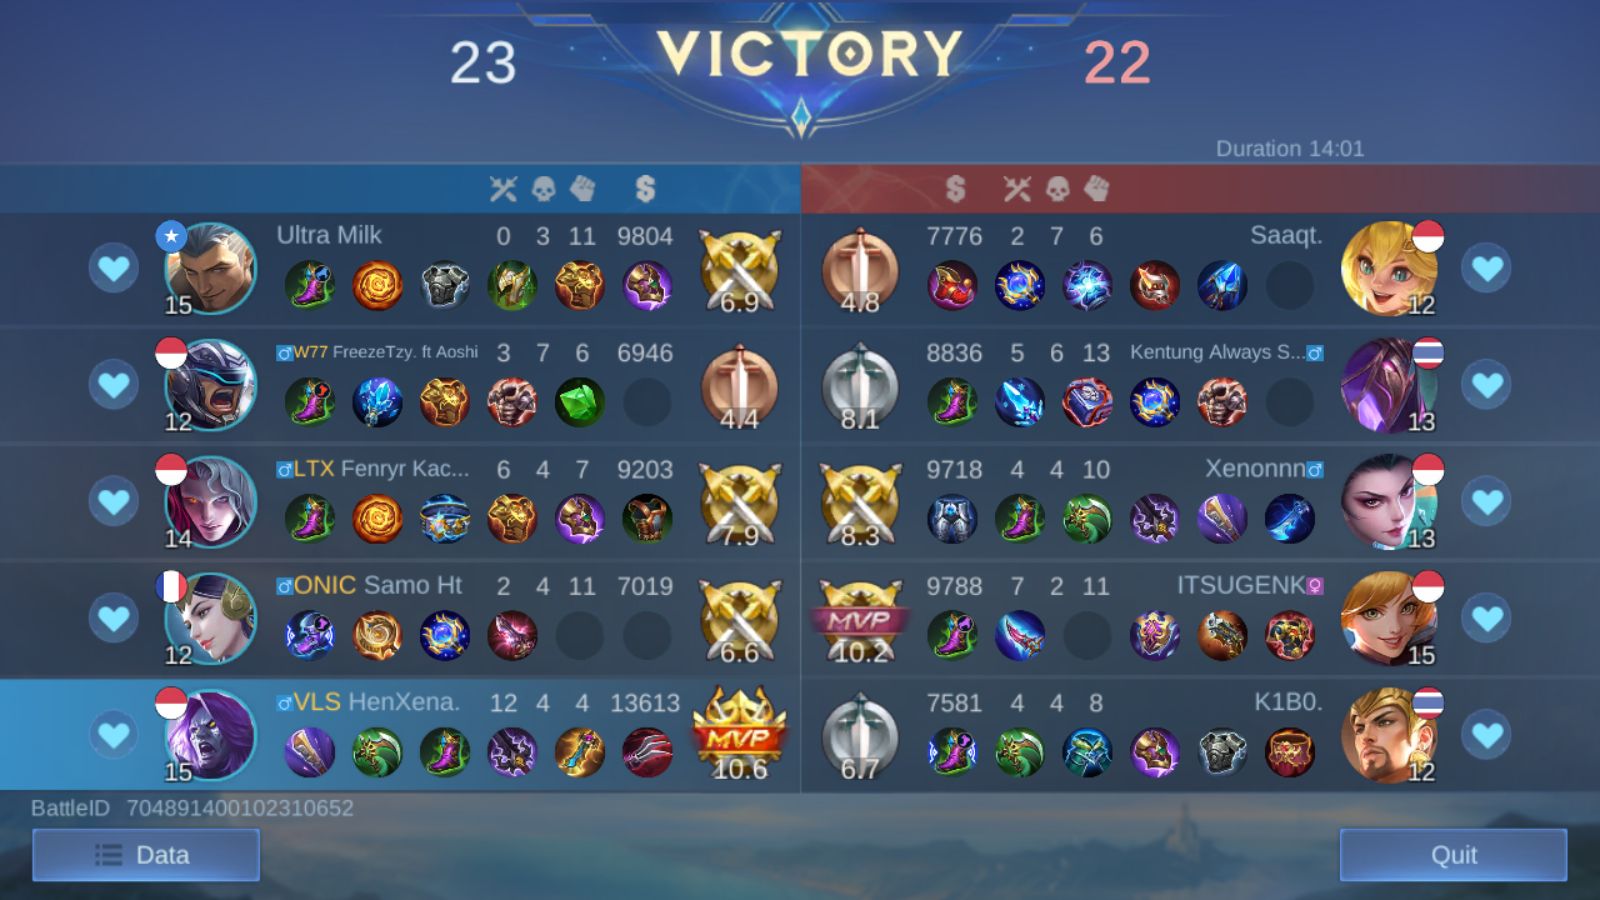 23 VICTORY 22
Duration 14:01
Ultra Milk 0 3 11 9804
15 6.9
7776 2 7 6 Saaqt.
4.8 12
W77 FreezeTzy. ft Aoshi 3 7 6 6946
12 4.4
8836 5 6 13 Kentung Always S...
8.1 13
LTX Fenryr Kac... 6 4 7 9203
14 7.9
9718 4 4 10 Xenonnn
8.3 13
ONIC Samo Ht 2 4 11 7019
12 6.6
9788 7 2 11 ITSUGENK
MVP
10.2 15
VLS HenXena. 12 4 4 13613
MVP
15 10.6
7581 4 4 8 K1B0.
6.7 12
BattleID 704891400102310652
Data
Quit